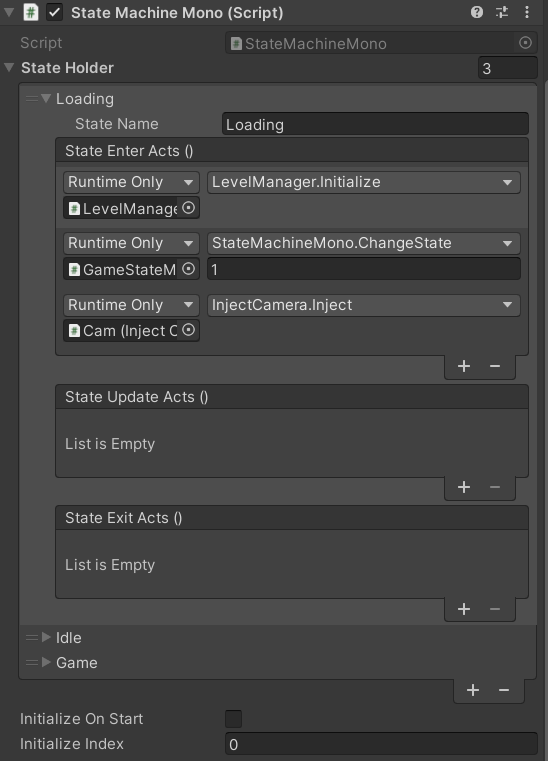 State Machine Mono (Script)
Script StateMachineMono
State Holder 3
Loading
State Name Loading
State Enter Acts ()
Runtime Only LevelManager.Initialize
LevelManage
Runtime Only StateMachineMono.ChangeState
GameStateM 1
Runtime Only InjectCamera.Inject
Cam (Inject C
+ −
State Update Acts ()
List is Empty
+ −
State Exit Acts ()
List is Empty
+ −
Idle
Game
+ −
Initialize On Start
Initialize Index 0